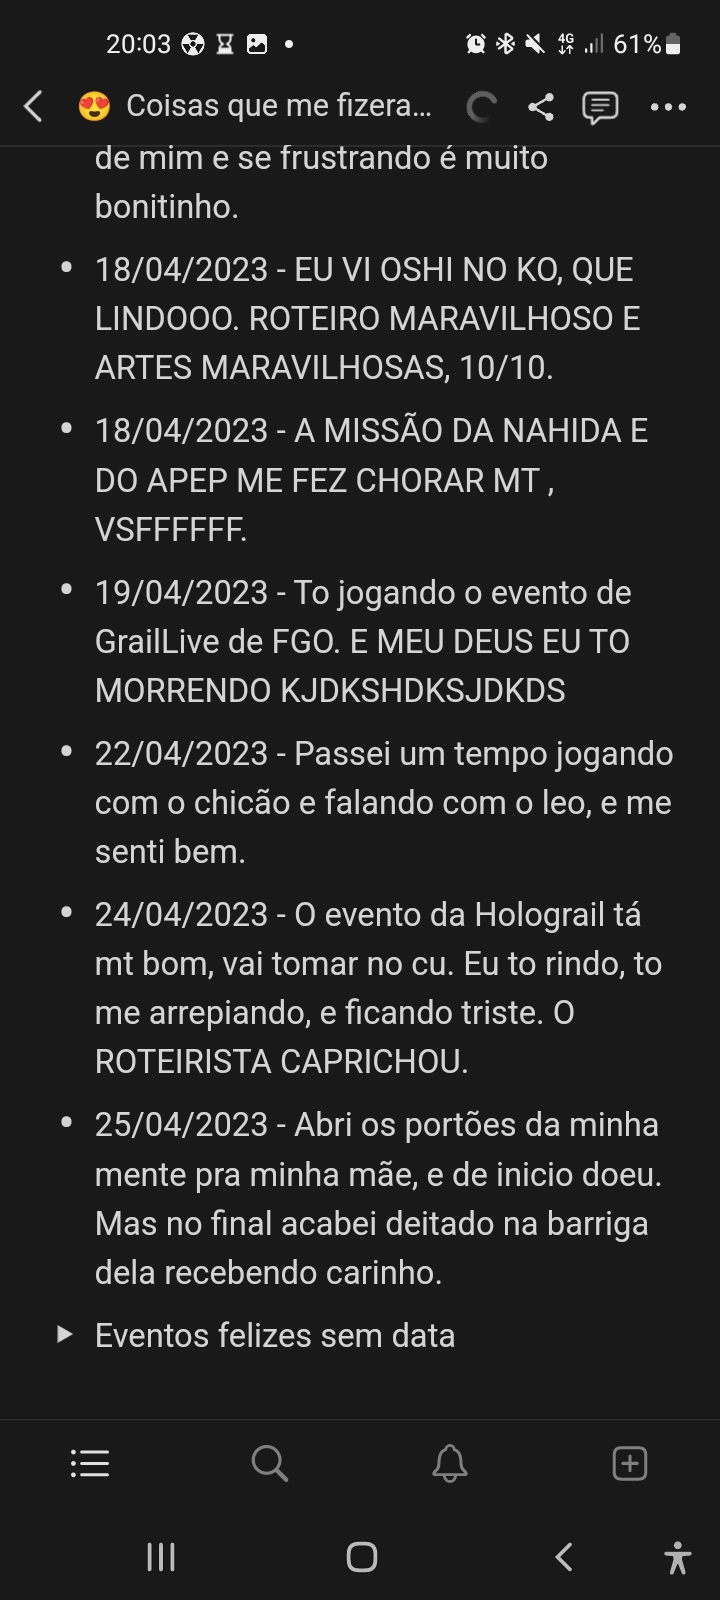 20:03
4G 61%
Coisas que me fizera...
de mim e se frustrando é muito
bonitinho.
• 18/04/2023 - EU VI OSHI NO KO, QUE
LINDOOO. ROTEIRO MARAVILHOSO E
ARTES MARAVILHOSAS, 10/10.
• 18/04/2023 - A MISSÃO DA NAHIDA E
DO APEP ME FEZ CHORAR MT ,
VSFFFFFF.
• 19/04/2023 - To jogando o evento de
GrailLive de FGO. E MEU DEUS EU TO
MORRENDO KJDKSHDKSJDKDS
• 22/04/2023 - Passei um tempo jogando
com o chicão e falando com o leo, e me
senti bem.
• 24/04/2023 - O evento da Holograil tá
mt bom, vai tomar no cu. Eu to rindo, to
me arrepiando, e ficando triste. O
ROTEIRISTA CAPRICHOU.
• 25/04/2023 - Abri os portões da minha
mente pra minha mãe, e de inicio doeu.
Mas no final acabei deitado na barriga
dela recebendo carinho.
Eventos felizes sem data